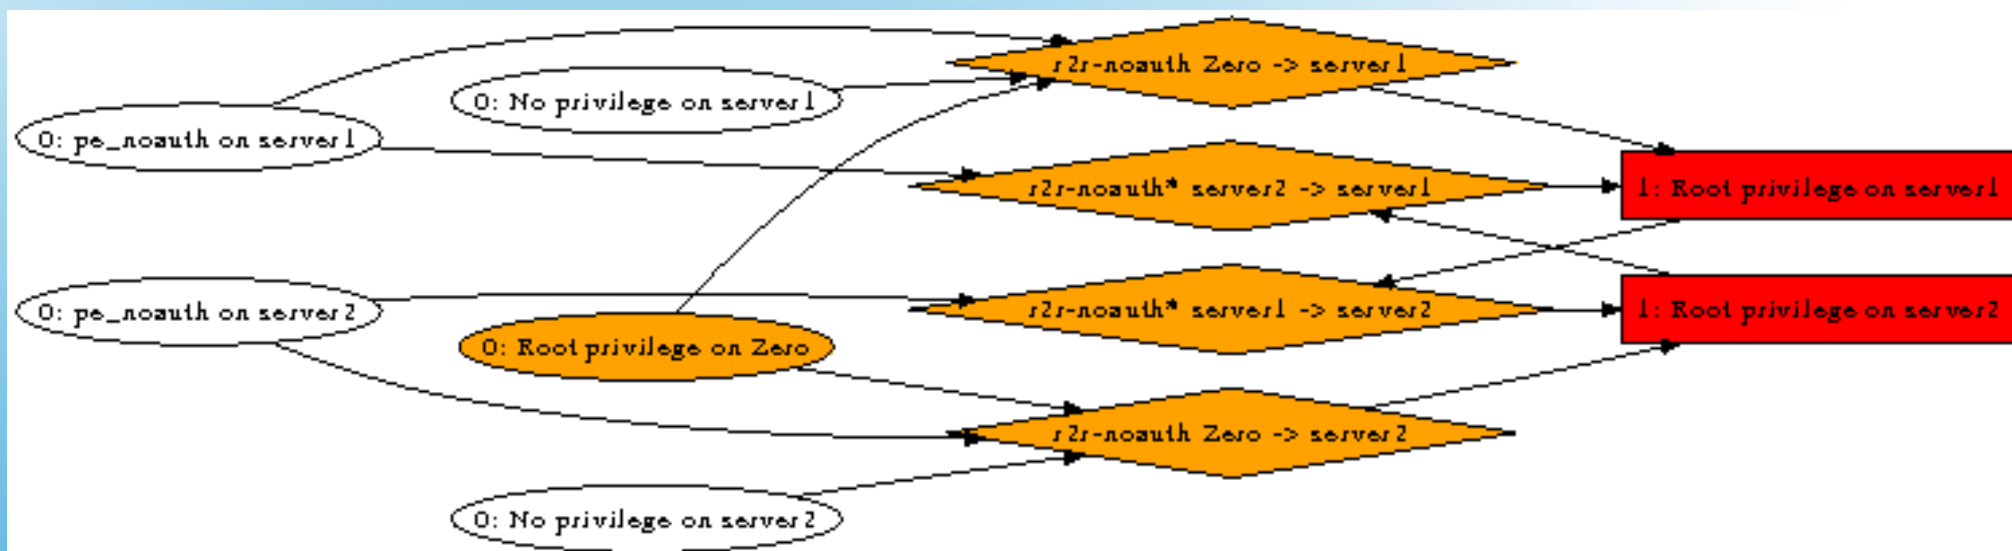 r2r-noauth Zero -> server1
0: No privilege on server1
0: pe_noauth on server1
r2r-noauth* server2 -> server1
1: Root privilege on server1
0: pe_noauth on server2
r2r-noauth* server1 -> server2
1: Root privilege on server2
0: Root privilege on Zero
r2r-noauth Zero -> server2
0: No privilege on server2